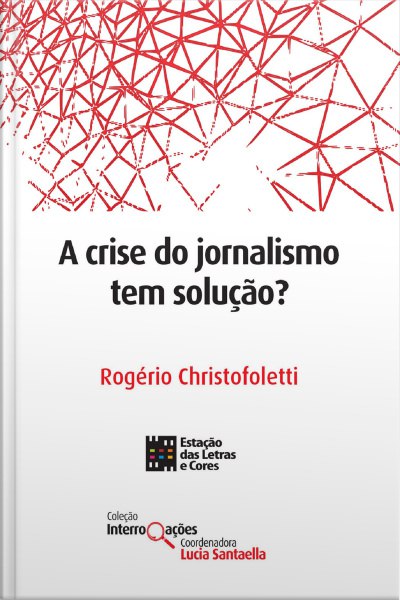 A crise do jornalismo
tem solução?
Rogério Christofoletti
Estação
das Letras
e Cores
Coleção
Interrogações
Coordenadora
Lucia Santaella